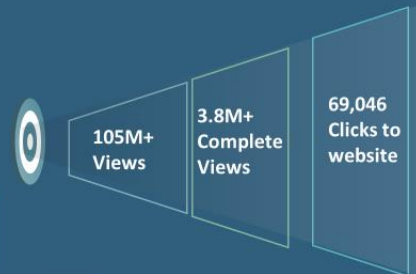 105M+
Views
3.8M+
Complete
Views
69,046
Clicks to
website